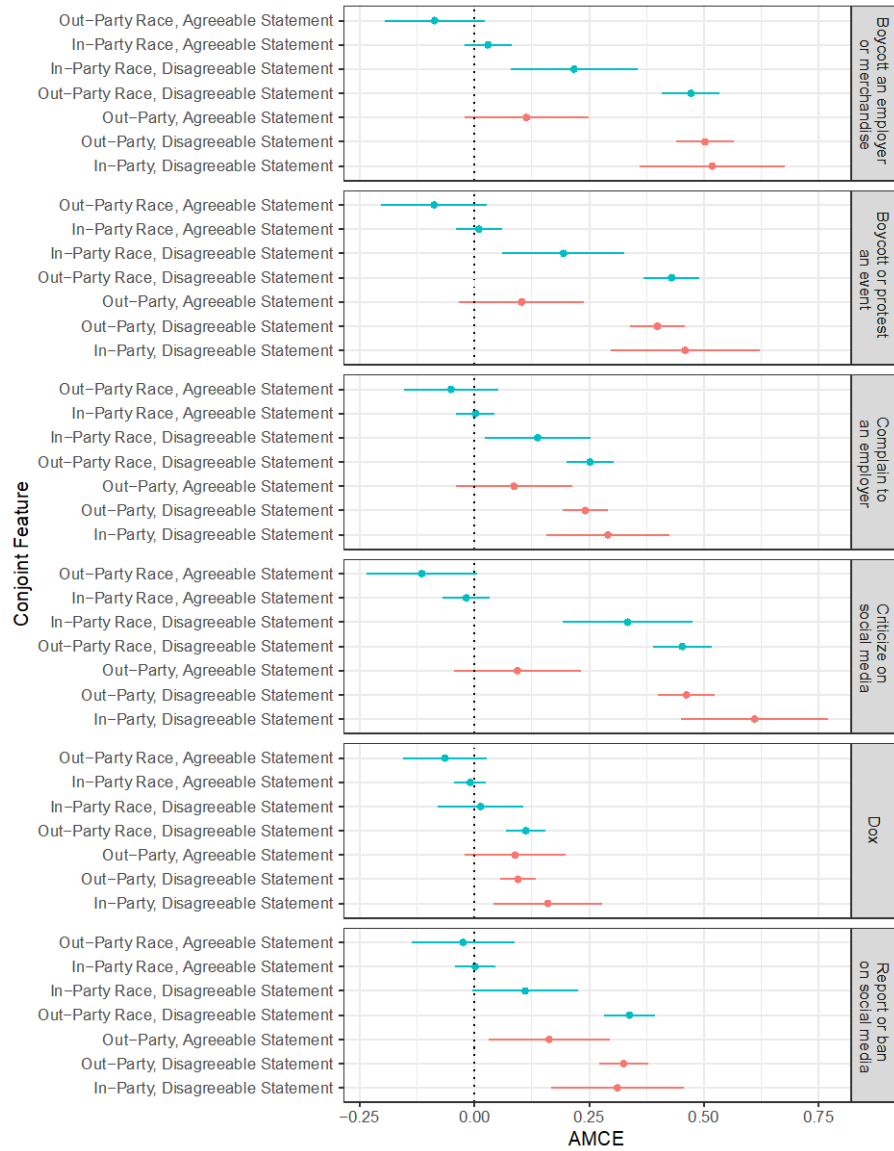 Conjoint Feature
Out−Party Race, Agreeable Statement
In−Party Race, Agreeable Statement
In−Party Race, Disagreeable Statement
Out−Party Race, Disagreeable Statement
Out−Party, Agreeable Statement
Out−Party, Disagreeable Statement
In−Party, Disagreeable Statement
Boycott an employer
or merchandise
Out−Party Race, Agreeable Statement
In−Party Race, Agreeable Statement
In−Party Race, Disagreeable Statement
Out−Party Race, Disagreeable Statement
Out−Party, Agreeable Statement
Out−Party, Disagreeable Statement
In−Party, Disagreeable Statement
Boycott or protest
an event
Out−Party Race, Agreeable Statement
In−Party Race, Agreeable Statement
In−Party Race, Disagreeable Statement
Out−Party Race, Disagreeable Statement
Out−Party, Agreeable Statement
Out−Party, Disagreeable Statement
In−Party, Disagreeable Statement
Complain to
an employer
Out−Party Race, Agreeable Statement
In−Party Race, Agreeable Statement
In−Party Race, Disagreeable Statement
Out−Party Race, Disagreeable Statement
Out−Party, Agreeable Statement
Out−Party, Disagreeable Statement
In−Party, Disagreeable Statement
Criticize on
social media
Out−Party Race, Agreeable Statement
In−Party Race, Agreeable Statement
In−Party Race, Disagreeable Statement
Out−Party Race, Disagreeable Statement
Out−Party, Agreeable Statement
Out−Party, Disagreeable Statement
In−Party, Disagreeable Statement
Dox
Out−Party Race, Agreeable Statement
In−Party Race, Agreeable Statement
In−Party Race, Disagreeable Statement
Out−Party Race, Disagreeable Statement
Out−Party, Agreeable Statement
Out−Party, Disagreeable Statement
In−Party, Disagreeable Statement
Report or ban
on social media
−0.25 0.00 0.25 0.50 0.75
AMCE